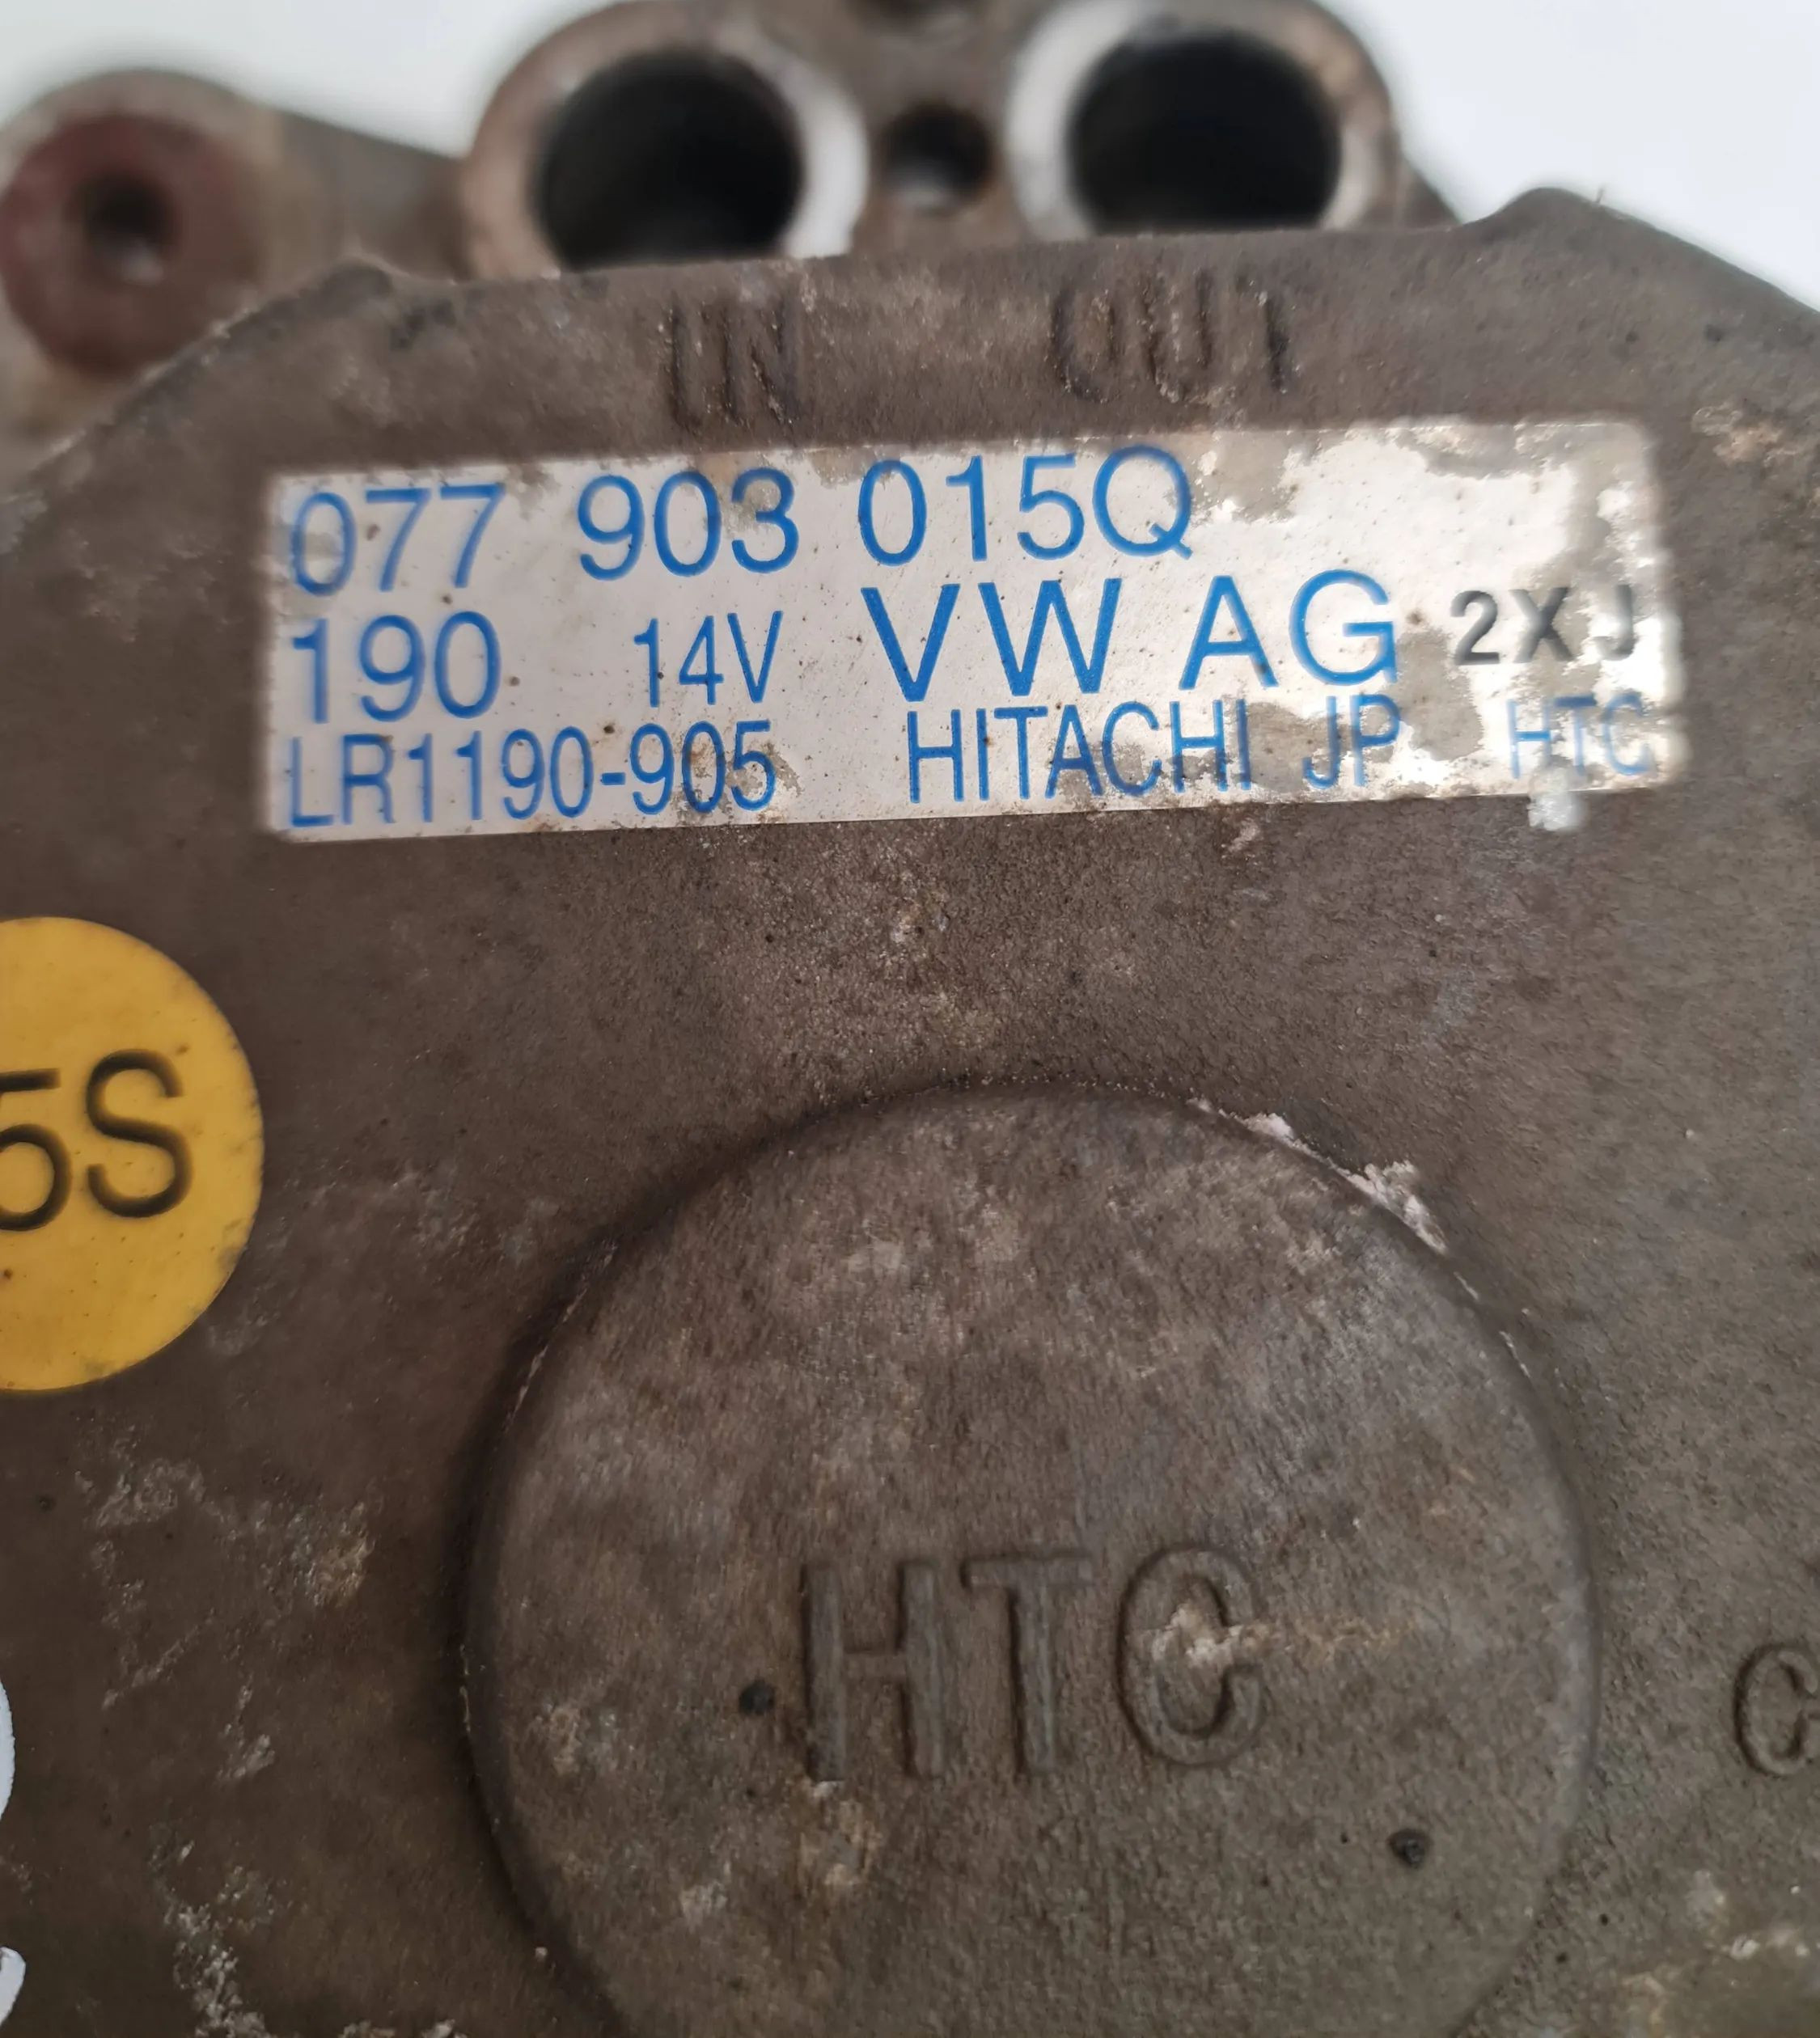 IN OUT
077 903 015Q
190 14V VW AG 2XJ
LR1190-905 HITACHI JP HTC
5S
HTC
C